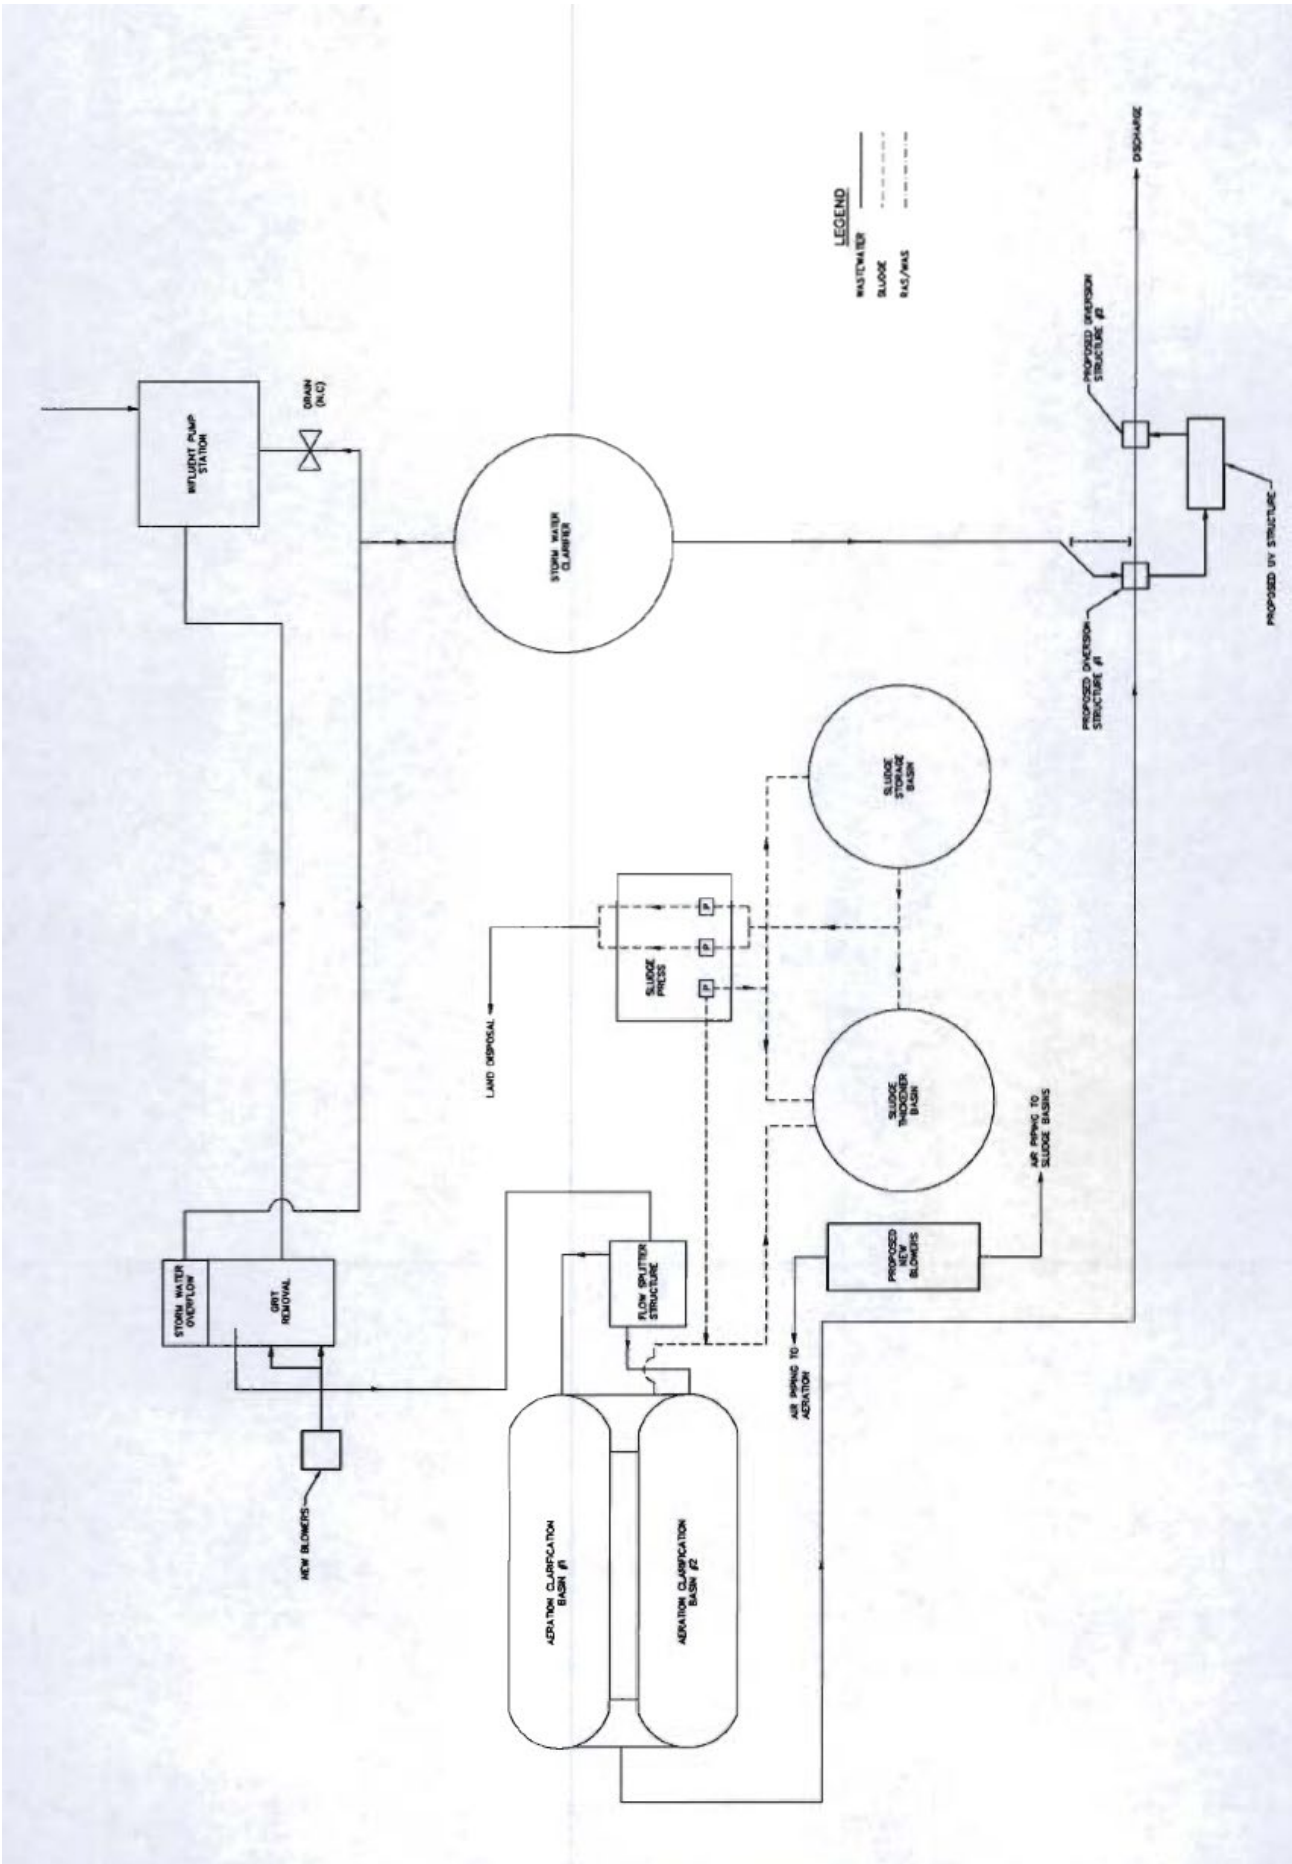 INFLUENT PUMP
STATION
DRAIN
(N.C)
STORM WATER
OVERFLOW
GRIT
REMOVAL
NEW BLOWERS
STORM WATER
CLARIFIER
LEGEND
WASTEWATER
SLUDGE
RAS/WAS
LAND DISPOSAL
SLUDGE
PRESS
P
P
P
SLUDGE
STORAGE
BASIN
SLUDGE
THICKENER
BASIN
FLOW SPLITTER
STRUCTURE
AERATION CLARIFICATION
BASIN #1
AERATION CLARIFICATION
BASIN #2
PROPOSED
NEW
BLOWERS
AIR PIPING TO
AERATION
AIR PIPING TO
SLUDGE BASINS
PROPOSED DIVERSION
STRUCTURE #1
PROPOSED DIVERSION
STRUCTURE #2
PROPOSED UV STRUCTURE
DISCHARGE